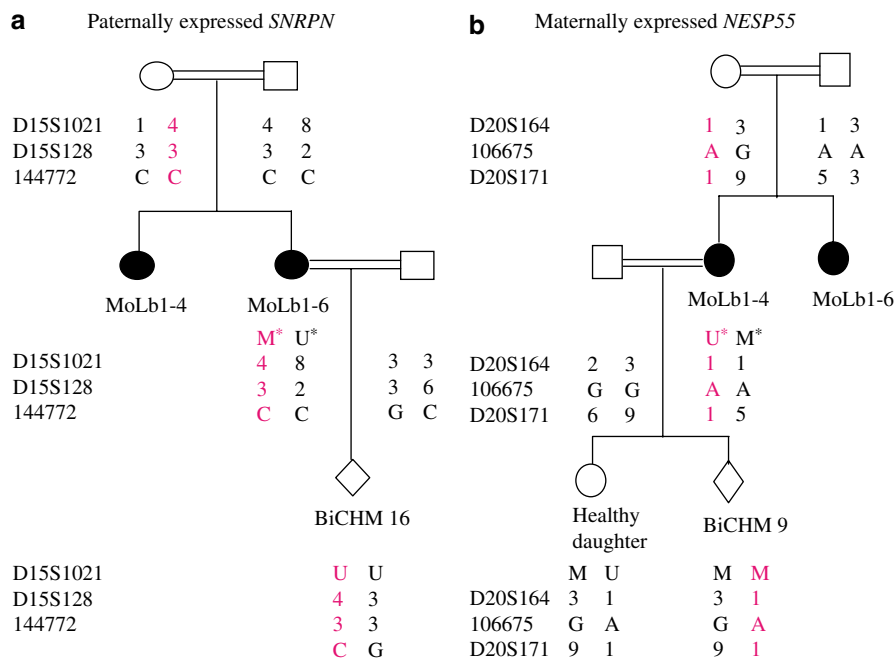 a Paternally expressed SNRPN
D15S1021 1 4 4 8
D15S128 3 3 3 2
144772 C C C C
MoLb1-4 MoLb1-6
M* U*
D15S1021 4 8 3 3
D15S128 3 2 3 6
144772 C C G C
BiCHM 16
D15S1021 U U
D15S128 4 3
144772 3 3
C G
b Maternally expressed NESP55
D20S164 1 3 1 3
106675 A G A A
D20S171 1 9 5 3
MoLb1-4 MoLb1-6
U* M*
D20S164 2 3 1 1
106675 G G A A
D20S171 6 9 1 5
Healthy
daughter
BiCHM 9
M U M M
D20S164 3 1 3 1
106675 G A G A
D20S171 9 1 9 1